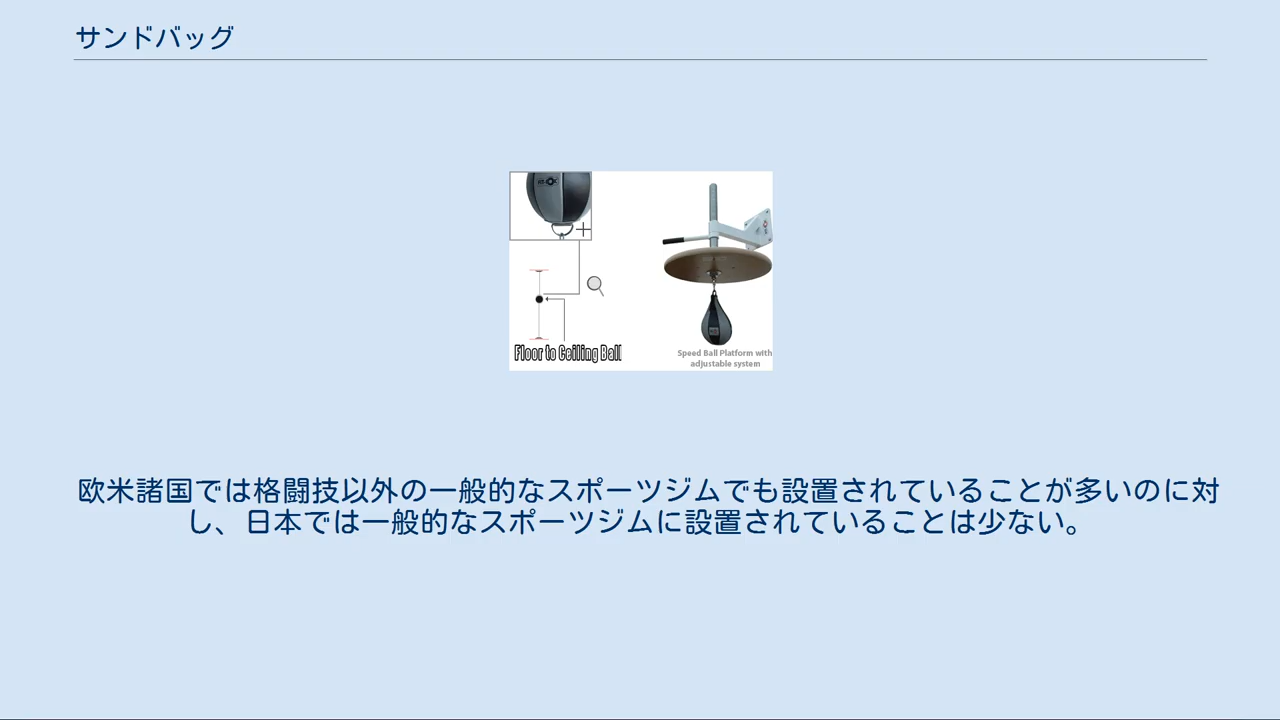 サンドバッグ
Floor to Ceiling Ball
Speed Ball Platform with
adjustable system
欧米諸国では格闘技以外の一般的なスポーツジムでも設置されていることが多いのに対
し、日本では一般的なスポーツジムに設置されていることは少ない。